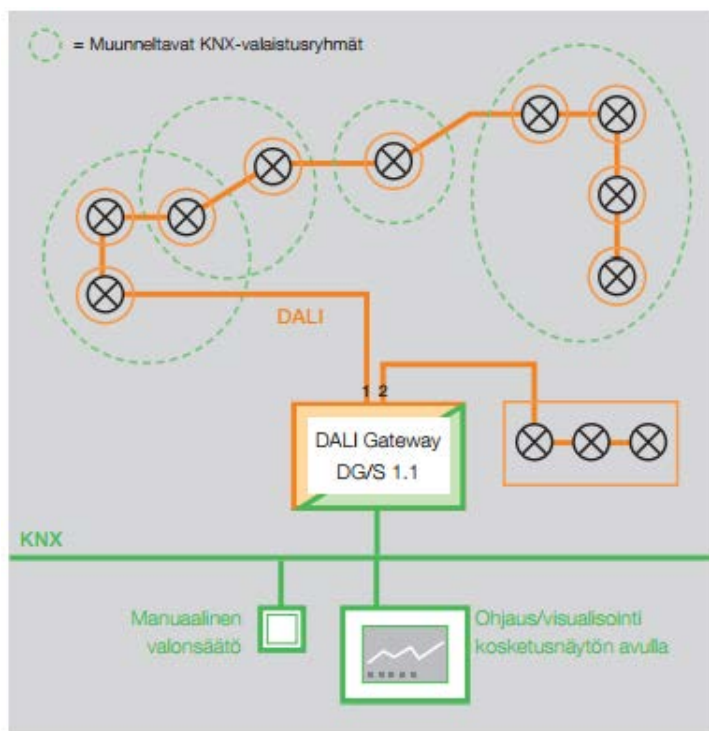 = Muunneltavat KNX-valaistusryhmät
DALI
1 2
DALI Gateway
DG/S 1.1
KNX
Manuaalinen
valonsäätö
Ohjaus/visualisointi
kosketusnäytön avulla